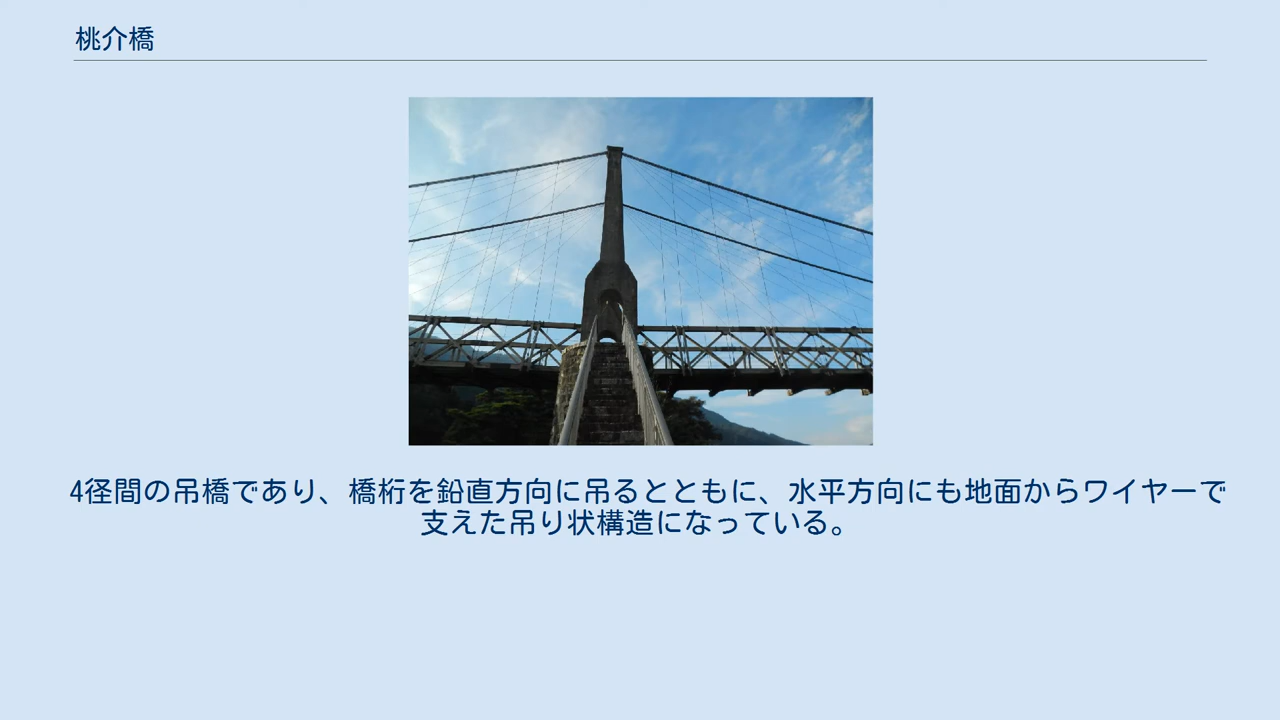 桃介橋
4径間の吊橋であり、橋桁を鉛直方向に吊るとともに、水平方向にも地面からワイヤーで
支えた吊り状構造になっている。